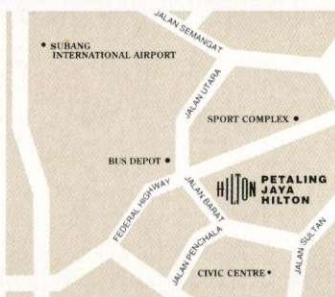 JALAN SEMANGAT
SUBANG
INTERNATIONAL AIRPORT
JALAN UTARA
SPORT COMPLEX
BUS DEPOT
HILTON
PETALING
JAYA
HILTON
FEDERAL HIGHWAY
JALAN BARAT
JALAN PENCHALA
JALAN SULTAN
CIVIC CENTRE